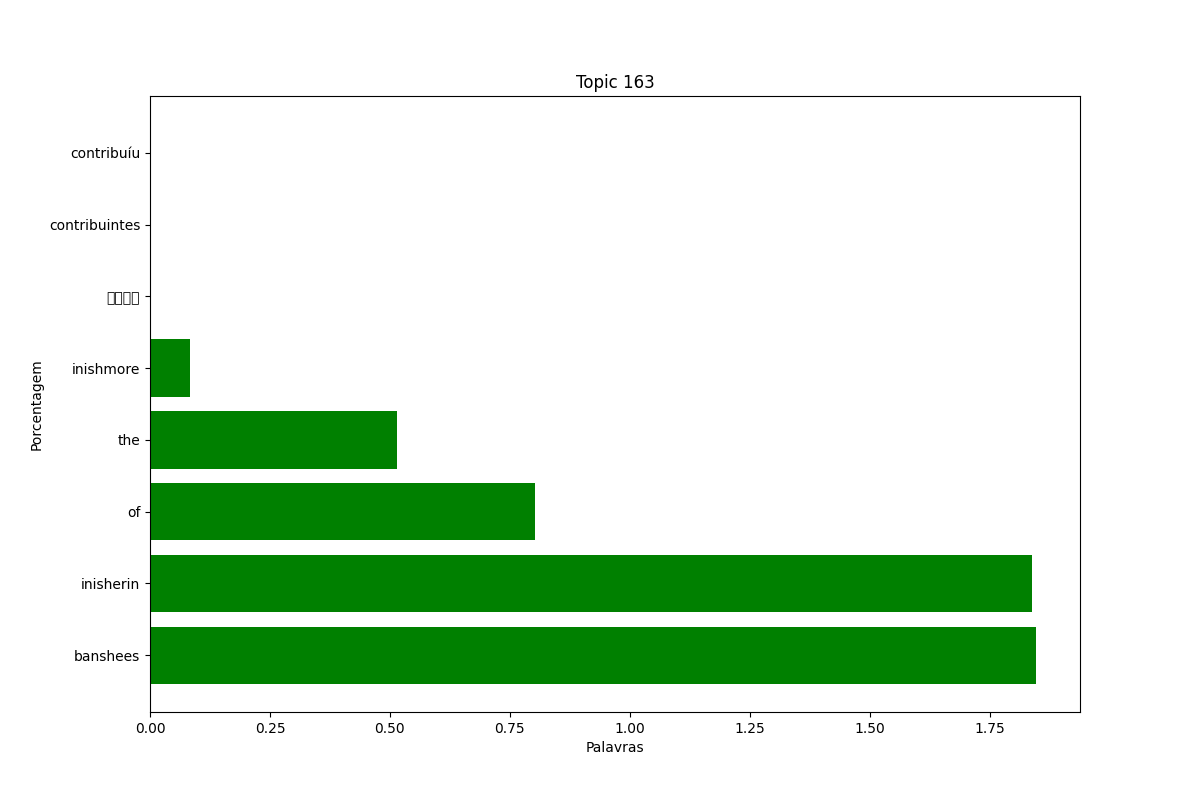 Topic 163
contribuíu
contribuintes
inishmore
the
of
inisherin
banshees
Porcentagem
0.00 0.25 0.50 0.75 1.00 1.25 1.50 1.75
Palavras